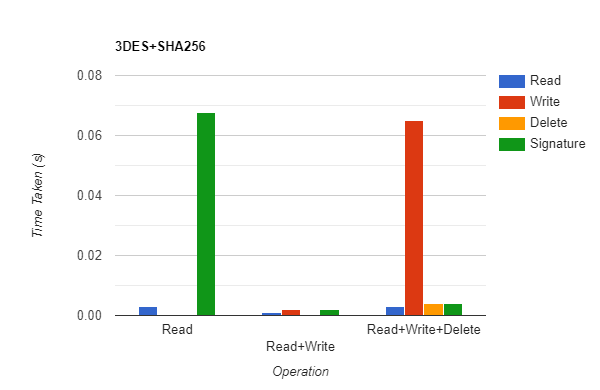 3DES+SHA256
0.08
0.06
0.04
0.02
0.00
Time Taken (s)
Read
Read+Write
Read+Write+Delete
Operation
Read
Write
Delete
Signature